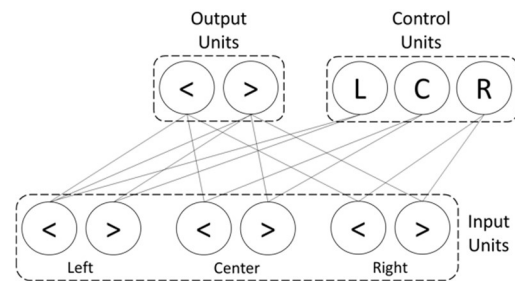 Output
Units
Control
Units
< > L C R
< > < > < >
Left Center Right
Input
Units